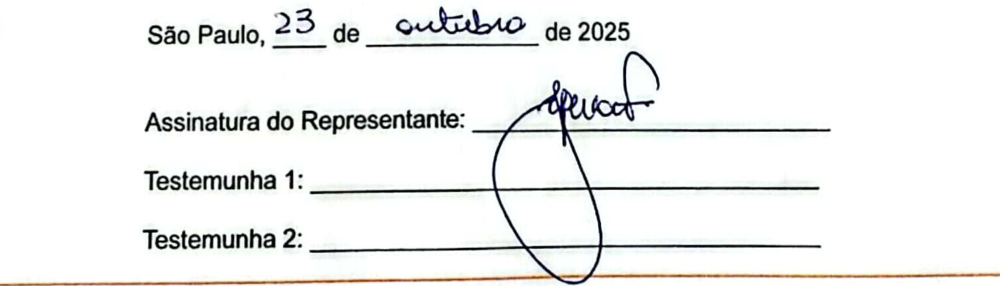 São Paulo, 23 de outubro de 2025
Assinatura do Representante:
Testemunha 1:
Testemunha 2: